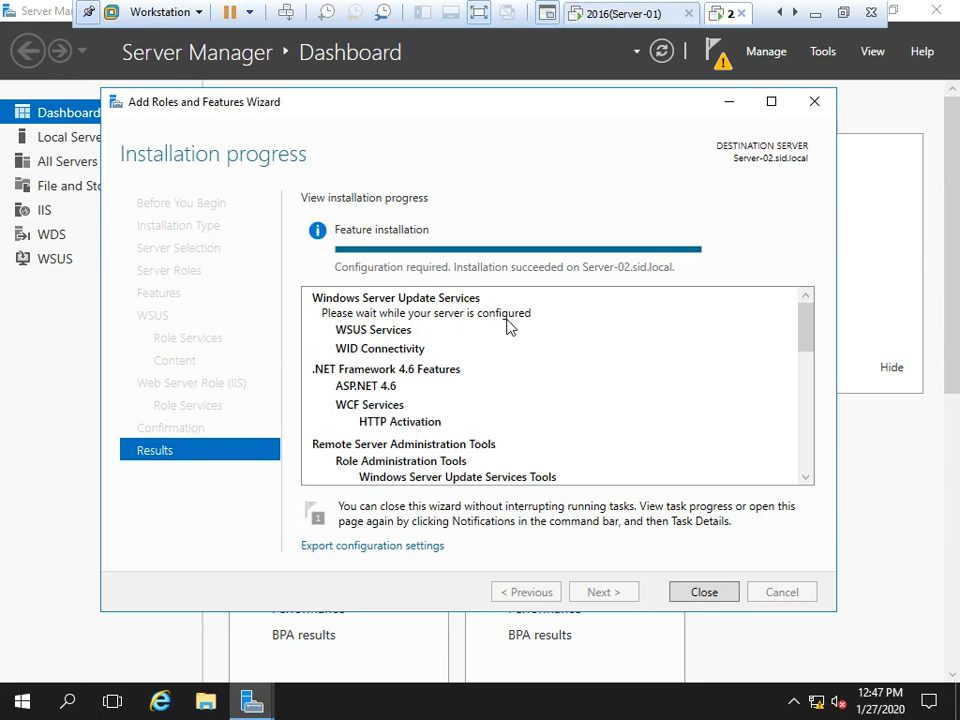 Workstation
2016(Server-01)
2
Server Manager
Dashboard
Manage
Tools
View
Help
Dashboard
Local Serve
All Servers
File and Sto
IIS
WDS
WSUS
Add Roles and Features Wizard
Installation progress
DESTINATION SERVER
Server-02.sid.local
Before You Begin
Installation Type
Server Selection
Server Roles
Features
WSUS
Role Services
Content
Web Server Role (IIS)
Role Services
Confirmation
Results
View installation progress
Feature installation
Configuration required. Installation succeeded on Server-02.sid.local.
Windows Server Update Services
Please wait while your server is configured
WSUS Services
WID Connectivity
.NET Framework 4.6 Features
ASP.NET 4.6
WCF Services
HTTP Activation
Remote Server Administration Tools
Role Administration Tools
Windows Server Update Services Tools
1
You can close this wizard without interrupting running tasks. View task progress or open this
page again by clicking Notifications in the command bar, and then Task Details.
Export configuration settings
< Previous
Next >
Close
Cancel
Hide
BPA results
BPA results
12:47 PM
1/27/2020